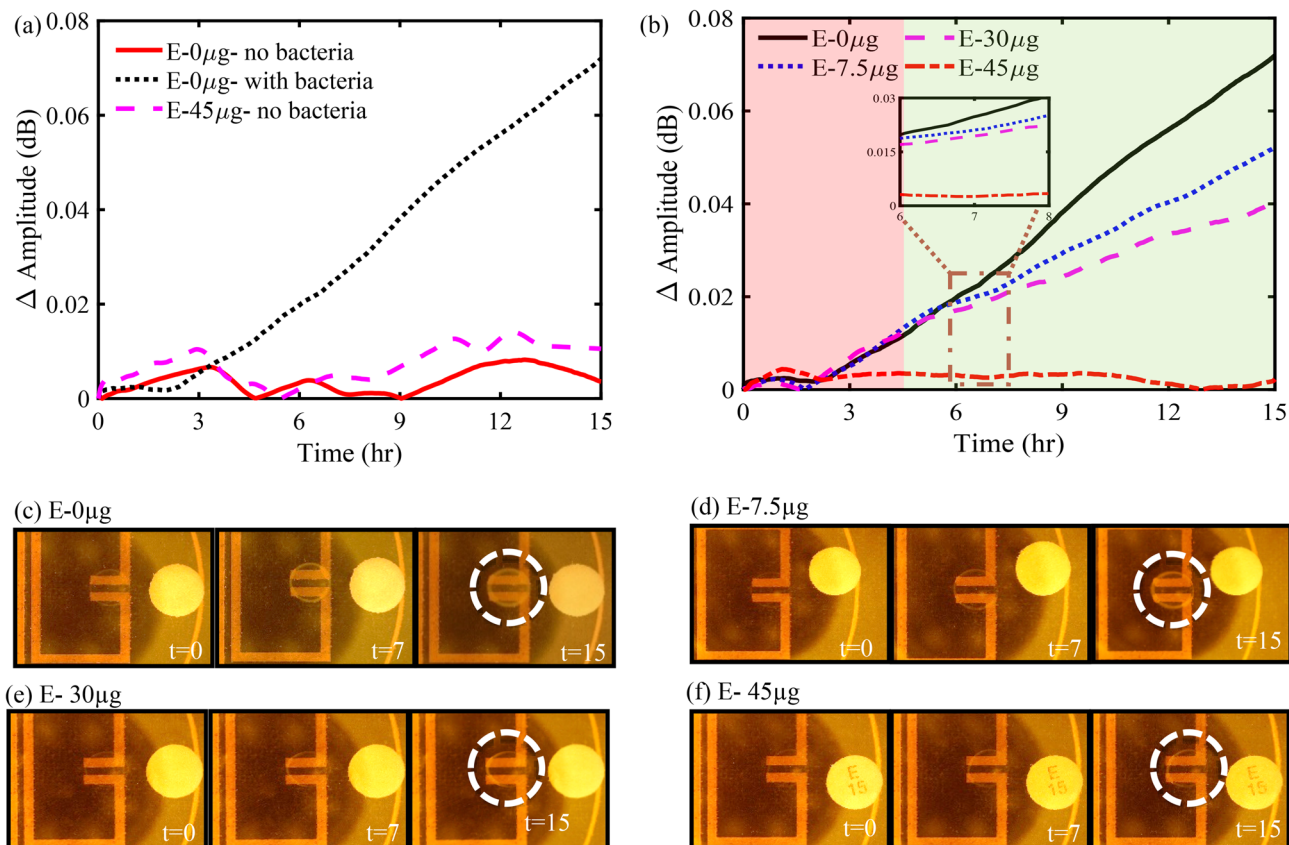 (a)
0.08
0.06
0.04
0.02
0
Δ Amplitude (dB)
E-0µg- no bacteria
E-0µg- with bacteria
E-45µg- no bacteria
0 3 6 9 12 15
Time (hr)
(b)
0.08
0.06
0.04
0.02
0
Δ Amplitude (dB)
E-0µg
E-7.5µg
E-30µg
E-45µg
0.03
0.015
0
6 7 8
0 3 6 9 12 15
Time (hr)
(c) E-0µg
t=0 t=7 t=15
(d) E-7.5µg
t=0 t=7 t=15
(e) E- 30µg
t=0 t=7 t=15
(f) E- 45µg
E
15
t=0
E
15
t=7
E
15
t=15